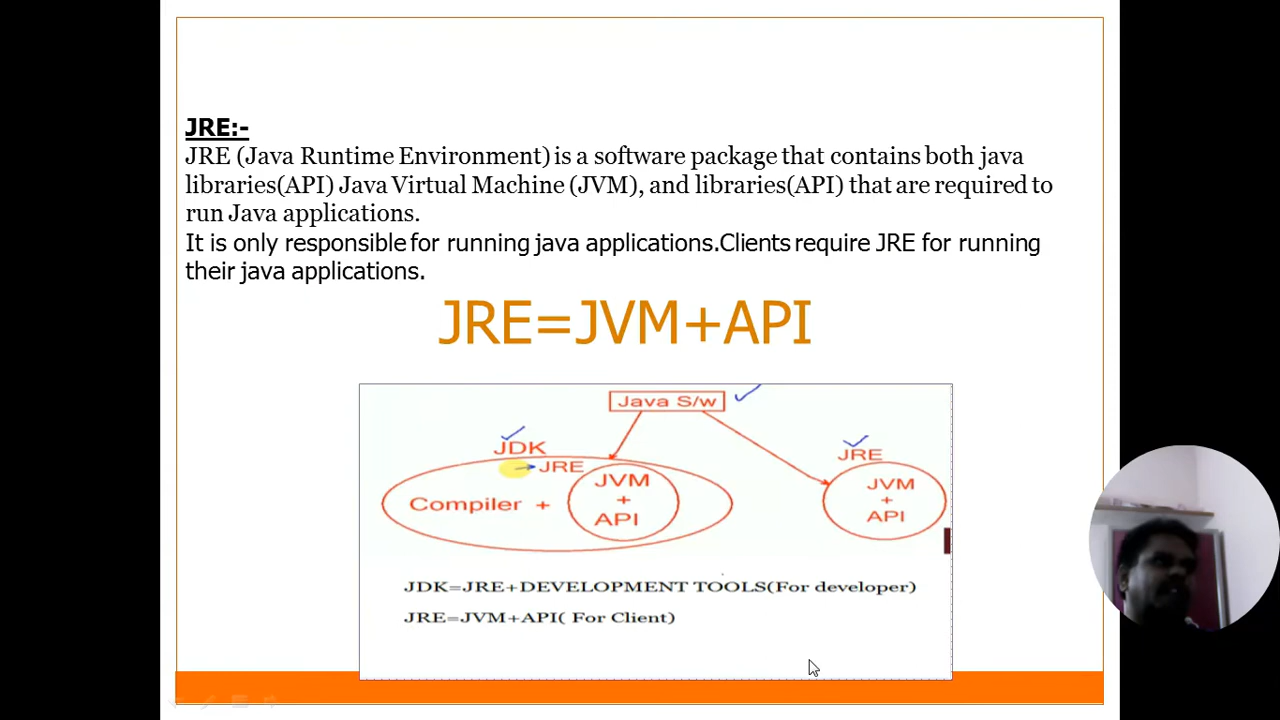 JRE:-
JRE (Java Runtime Environment) is a software package that contains both java
libraries(API) Java Virtual Machine (JVM), and libraries(API) that are required to
run Java applications.
It is only responsible for running java applications.Clients require JRE for running
their java applications.
JRE=JVM+API
Java S/w
JDK
JRE
JRE
JVM
+
API
Compiler +
JVM
+
API
JDK=JRE+DEVELOPMENT TOOLS(For developer)
JRE=JVM+API( For Client)